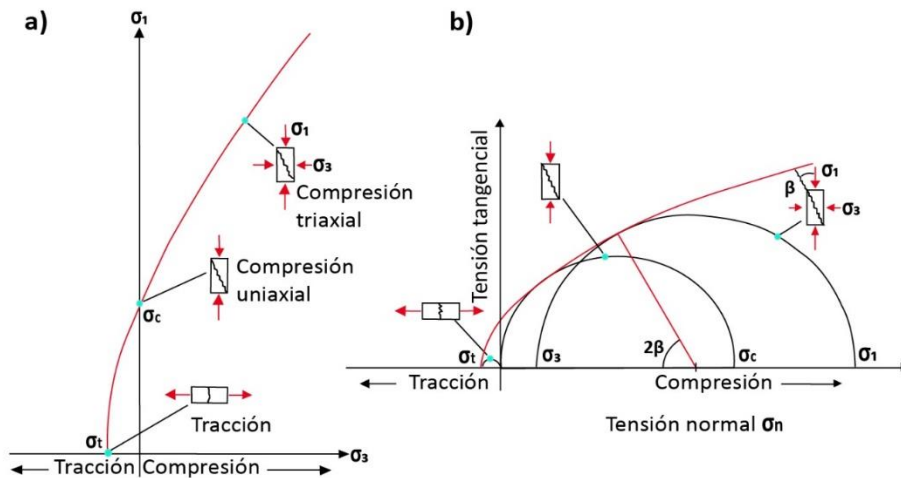 a)
σ1
σ1
σ3
Compresión
triaxial
Compresión
uniaxial
σc
σt
Tracción
σ3
Tracción Compresión
b)
Tensión tangencial
σ1
β
σ3
σt
σ3
2β
σc
σ1
Tracción
Compresión
Tensión normal σn